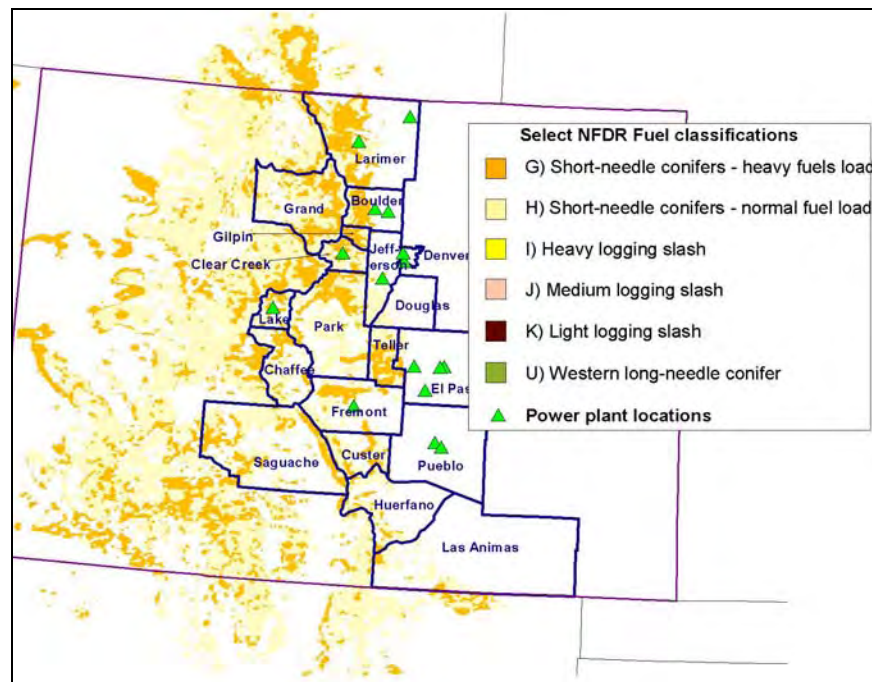 Select NFDR Fuel classifications
G) Short-needle conifers - heavy fuels load
H) Short-needle conifers - normal fuel load
I) Heavy logging slash
J) Medium logging slash
K) Light logging slash
U) Western long-needle conifer
Power plant locations
Larimer
Grand
Boulder
Gilpin
Clear Creek
Jeff-
erson
Denver
Douglas
Lake
Park
Teller
Chaffee
El Pas
Fremont
Saguache
Custer
Pueblo
Huerfano
Las Animas